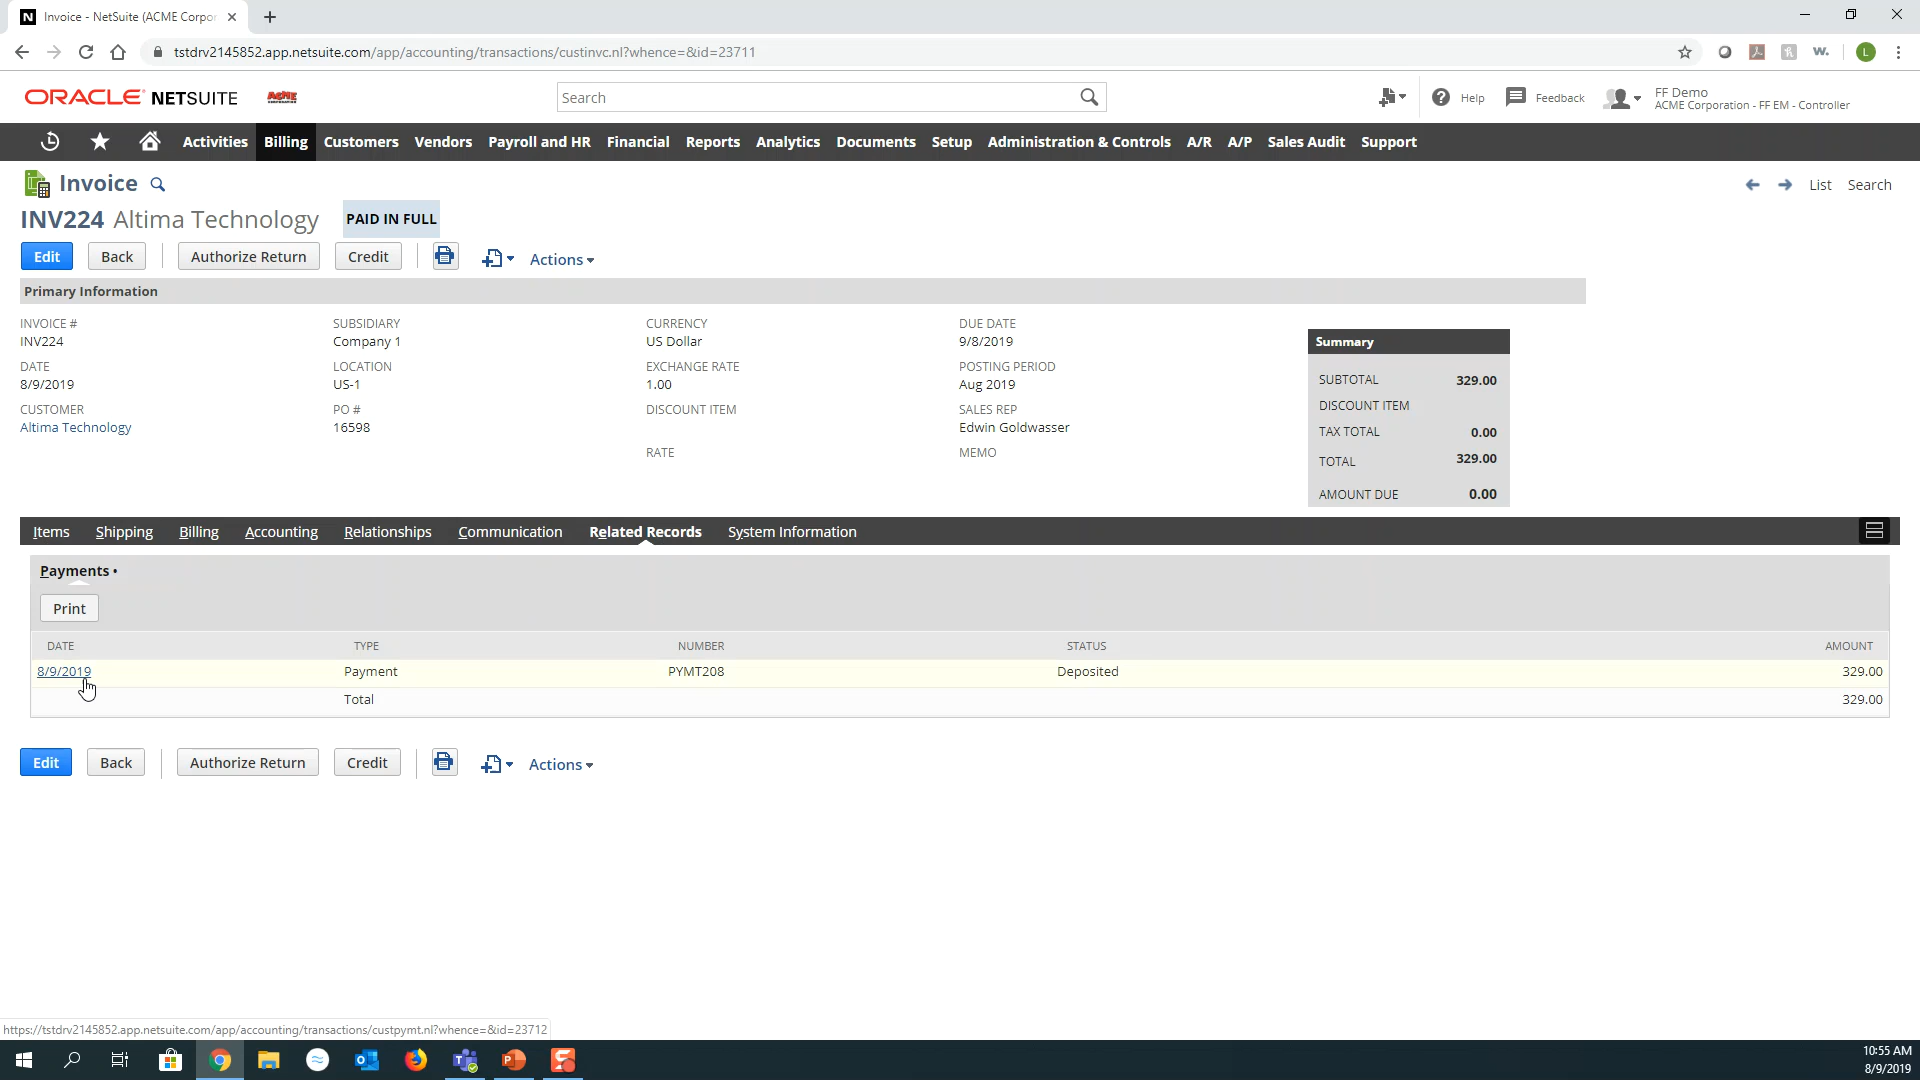 Invoice - NetSuite (ACME Corpor
tstdrv2145852.app.netsuite.com/app/accounting/transactions/custinvc.nl?whence=&id=23711
w.
L
ORACLE NETSUITE
ACME
Search
Help
Feedback
FF Demo
ACME Corporation - FF EM - Controller
Activities Billing Customers Vendors Payroll and HR Financial Reports Analytics Documents Setup Administration & Controls A/R A/P Sales Audit Support
Invoice
List
Search
INV224 Altima Technology PAID IN FULL
Edit Back Authorize Return Credit Actions
Primary Information
INVOICE #
INV224
DATE
8/9/2019
CUSTOMER
Altima Technology
SUBSIDIARY
Company 1
LOCATION
US-1
PO #
16598
CURRENCY
US Dollar
EXCHANGE RATE
1.00
DISCOUNT ITEM
RATE
DUE DATE
9/8/2019
POSTING PERIOD
Aug 2019
SALES REP
Edwin Goldwasser
MEMO
Summary
SUBTOTAL 329.00
DISCOUNT ITEM
TAX TOTAL 0.00
TOTAL 329.00
AMOUNT DUE 0.00
Items Shipping Billing Accounting Relationships Communication Related Records System Information
Payments •
Print
DATE TYPE NUMBER STATUS AMOUNT
8/9/2019 Payment PYMT208 Deposited 329.00
Total 329.00
Edit Back Authorize Return Credit Actions
https://tstdrv2145852.app.netsuite.com/app/accounting/transactions/custpymt.nl?whence=&id=23712
10:55 AM
8/9/2019